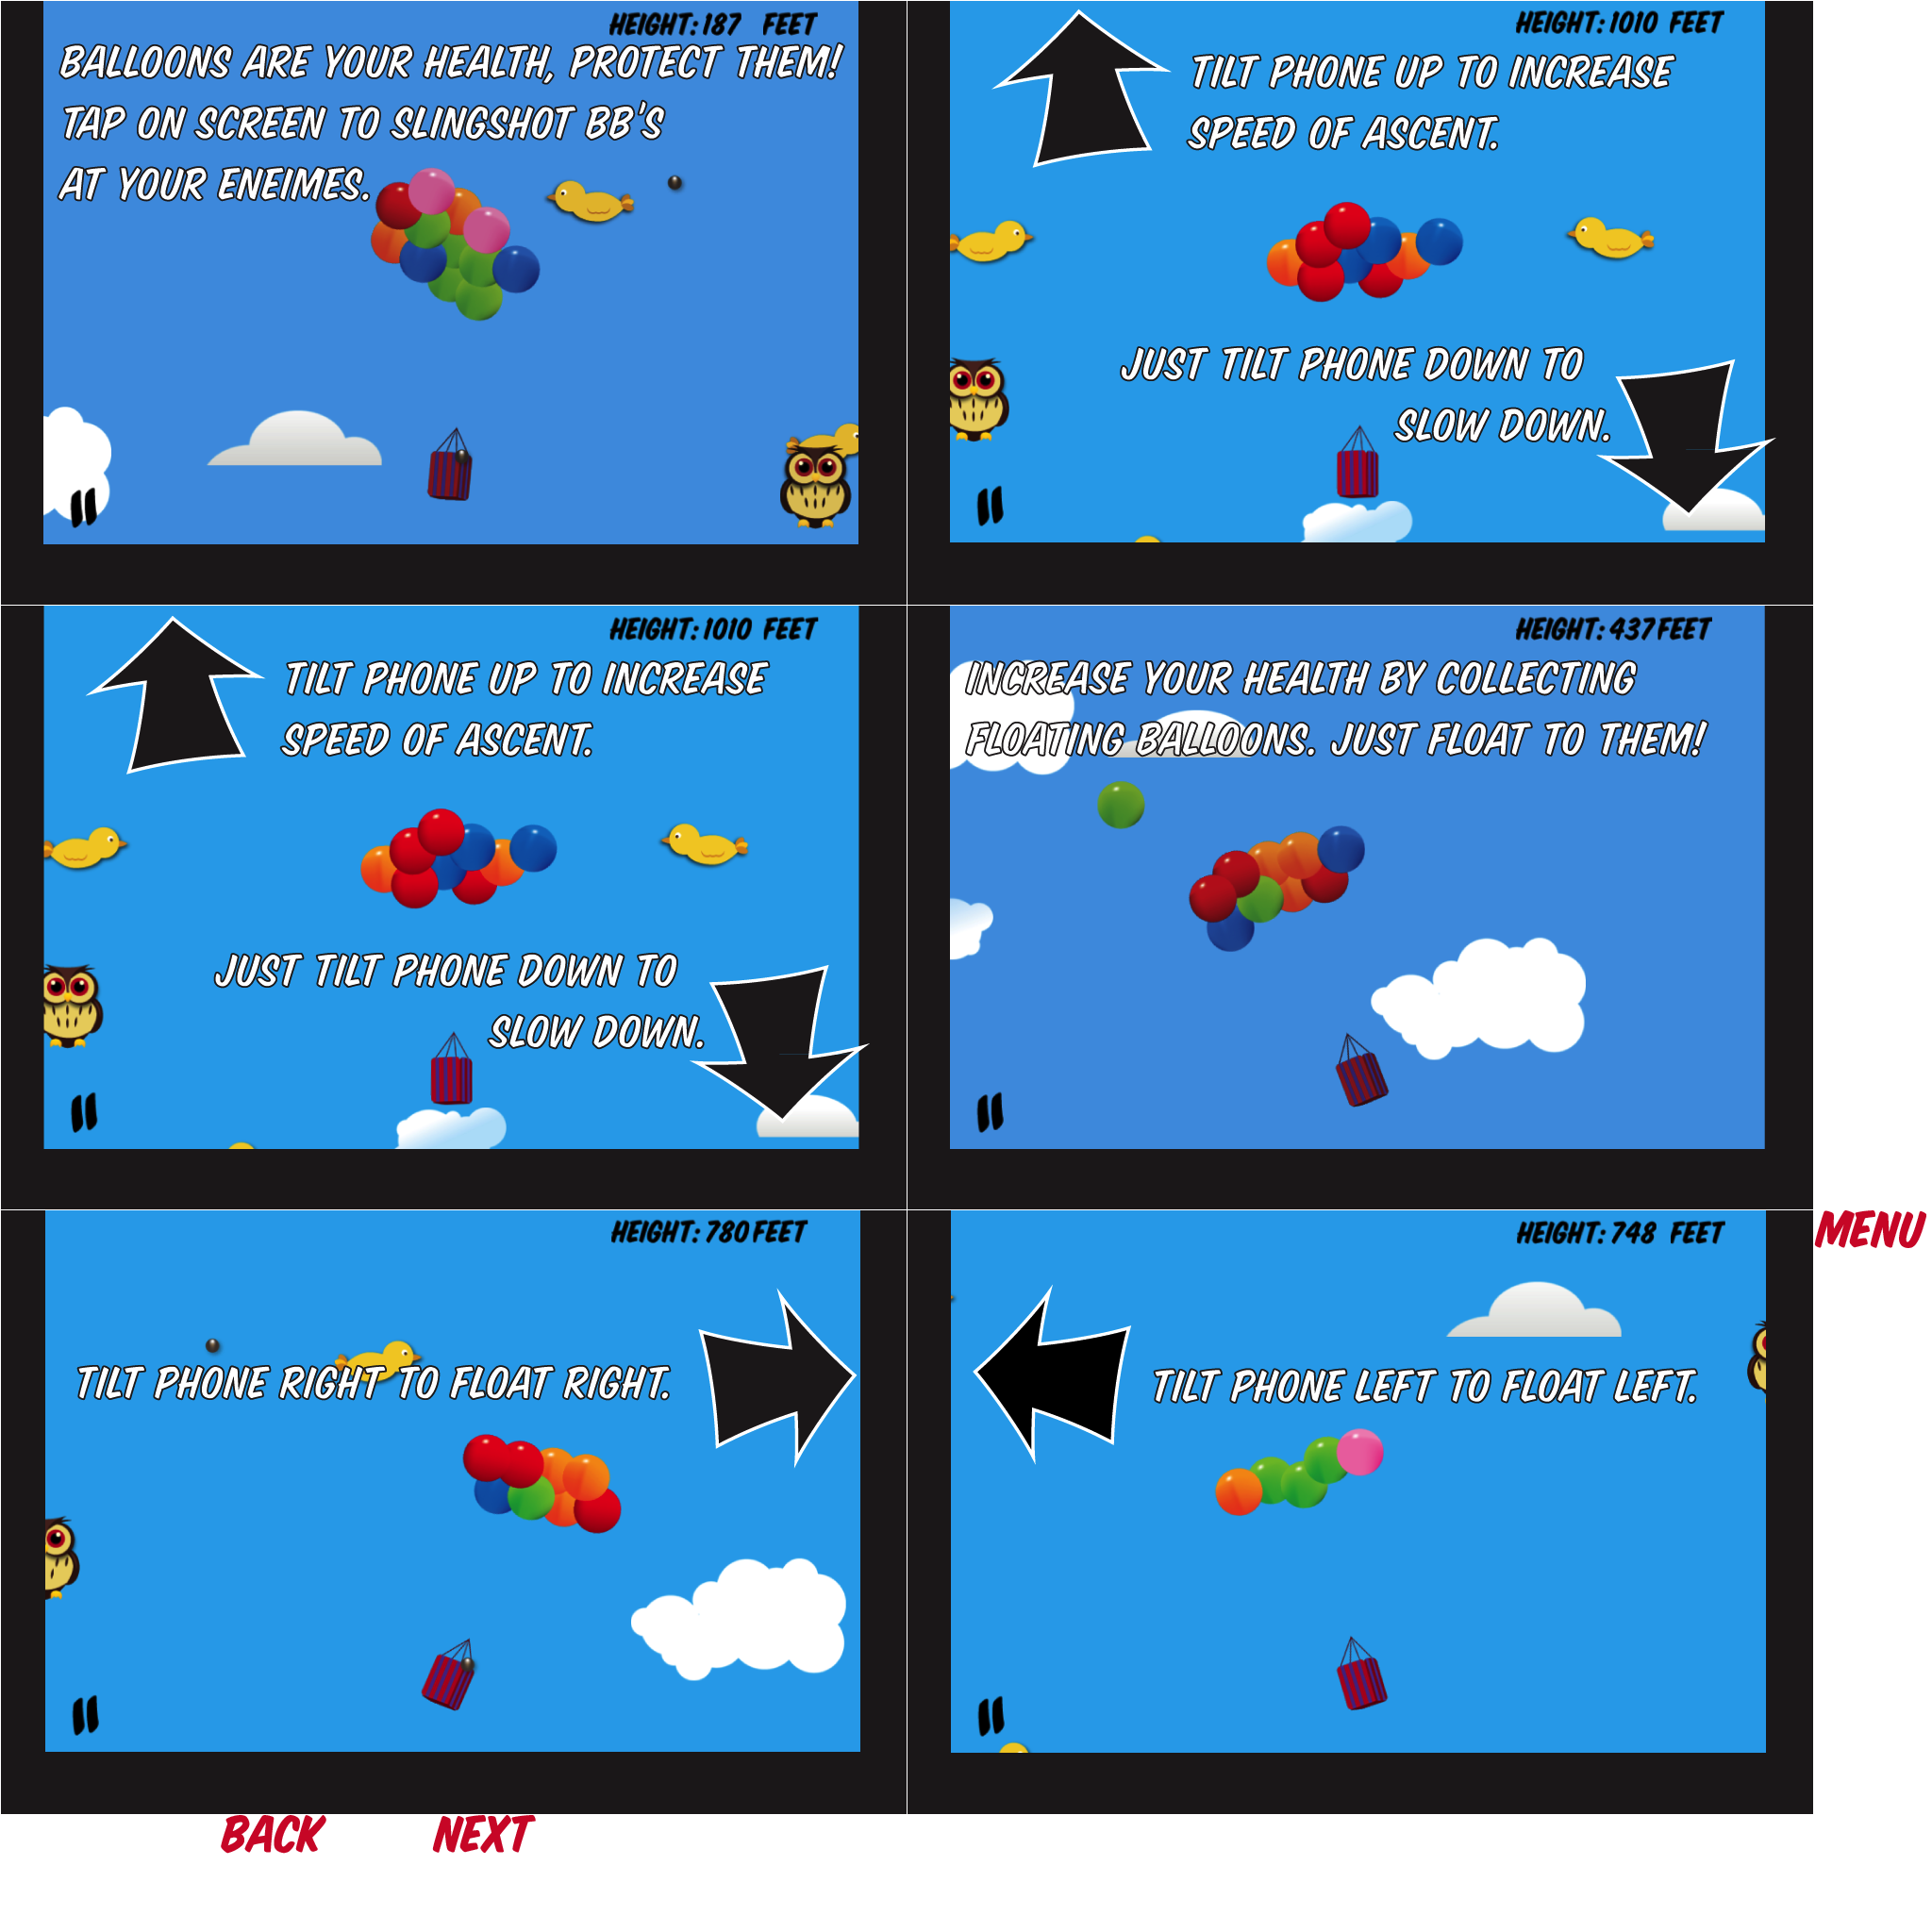 HEIGHT: 187 FEET
BALLOONS ARE YOUR HEALTH, PROTECT THEM!
TAP ON SCREEN TO SLINGSHOT BB'S
AT YOUR ENEIMES.
HEIGHT: 1010 FEET
TILT PHONE UP TO INCREASE
SPEED OF ASCENT.
JUST TILT PHONE DOWN TO
SLOW DOWN.
HEIGHT: 1010 FEET
TILT PHONE UP TO INCREASE
SPEED OF ASCENT.
JUST TILT PHONE DOWN TO
SLOW DOWN.
HEIGHT: 437 FEET
INCREASE YOUR HEALTH BY COLLECTING
FLOATING BALLOONS. JUST FLOAT TO THEM!
HEIGHT: 780 FEET
TILT PHONE RIGHT TO FLOAT RIGHT.
HEIGHT: 748 FEET
TILT PHONE LEFT TO FLOAT LEFT.
MENU
BACK NEXT